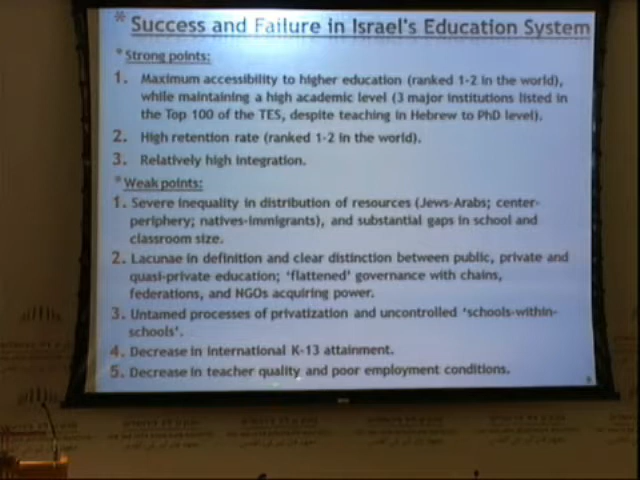 * Success and Failure in Israel's Education System
* Strong points:
1. Maximum accessibility to higher education (ranked 1-2 in the world),
while maintaining a high academic level (3 major institutions listed in
the Top 100 of the TES, despite teaching in Hebrew to PhD level).
2. High retention rate (ranked 1-2 in the world).
3. Relatively high integration.
* Weak points:
1. Severe inequality in distribution of resources (Jews-Arabs; center-
periphery; natives-immigrants), and substantial gaps in school and
classroom size.
2. Lacunae in definition and clear distinction between public, private and
quasi-private education; 'flattened' governance with chains,
federations, and NGOs acquiring power.
3. Untamed processes of privatization and uncontrolled 'schools-within-
schools'.
4. Decrease in international K-13 attainment.
5. Decrease in teacher quality and poor employment conditions.